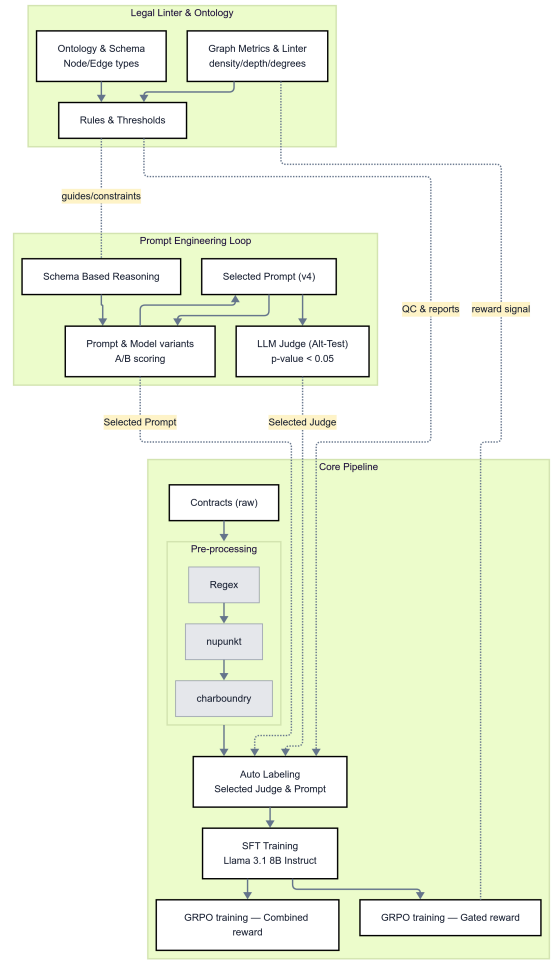 Legal Linter & Ontology
Ontology & Schema
Node/Edge types
Graph Metrics & Linter
density/depth/degrees
Rules & Thresholds
guides/constraints
Prompt Engineering Loop
Schema Based Reasoning
Selected Prompt (v4)
QC & reports
reward signal
Prompt & Model variants
A/B scoring
LLM Judge (Alt-Test)
p-value < 0.05
Selected Prompt
Selected Judge
Core Pipeline
Contracts (raw)
Pre-processing
Regex
nupunkt
charboundry
Auto Labeling
Selected Judge & Prompt
SFT Training
Llama 3.1 8B Instruct
GRPO training — Combined
reward
GRPO training — Gated reward